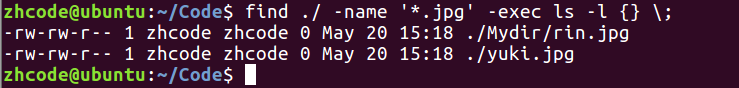 zhcode@ubuntu:~/Code$ find ./ -name '*.jpg' -exec ls -l {} \;
-rw-rw-r-- 1 zhcode zhcode 0 May 20 15:18 ./Mydir/rin.jpg
-rw-rw-r-- 1 zhcode zhcode 0 May 20 15:18 ./yuki.jpg
zhcode@ubuntu:~/Code$